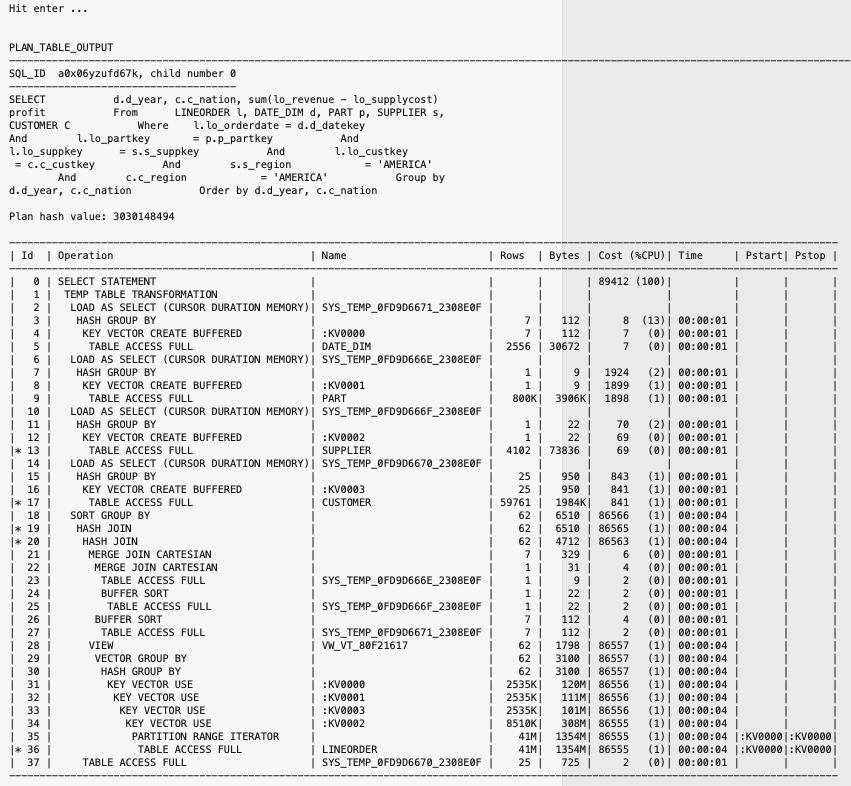 Hit enter ...
PLAN_TABLE_OUTPUT
SQL_ID  a0x06yzufd67k, child number 0
SELECT           d.d_year, c.c_nation, sum(lo_revenue - lo_supplycost)
profit           From      LINEORDER l, DATE_DIM d, PART p, SUPPLIER s,
CUSTOMER C           Where    l.lo_orderdate = d.d_datekey
And        l.lo_partkey       = p.p_partkey           And
l.lo_suppkey      = s.s_suppkey           And        l.lo_custkey
 = c.c_custkey           And        s.s_region            = 'AMERICA'
        And        c.c_region            = 'AMERICA'           Group by
d.d_year, c.c_nation           Order by d.d_year, c.c_nation
Plan hash value: 3030148494
| Id  | Operation                                | Name                      | Rows  | Bytes | Cost (%CPU)| Time     | Pstart| Pstop |
|   0 | SELECT STATEMENT                         |                           |       |       | 89412 (100)|          |       |       |
|   1 |  TEMP TABLE TRANSFORMATION               |                           |       |       |            |          |       |       |
|   2 |   LOAD AS SELECT (CURSOR DURATION MEMORY)| SYS_TEMP_0FD9D6671_2308E0F |       |       |            |          |       |       |
|   3 |    HASH GROUP BY                         |                           |     7 |   112 |     8  (13)| 00:00:01 |       |       |
|   4 |     KEY VECTOR CREATE BUFFERED           | :KV0000                   |     7 |   112 |     7   (0)| 00:00:01 |       |       |
|   5 |      TABLE ACCESS FULL                   | DATE_DIM                  |  2556 | 30672 |     7   (0)| 00:00:01 |       |       |
|   6 |   LOAD AS SELECT (CURSOR DURATION MEMORY)| SYS_TEMP_0FD9D666E_2308E0F |       |       |            |          |       |       |
|   7 |    HASH GROUP BY                         |                           |     1 |     9 |  1924   (2)| 00:00:01 |       |       |
|   8 |     KEY VECTOR CREATE BUFFERED           | :KV0001                   |     1 |     9 |  1899   (1)| 00:00:01 |       |       |
|   9 |      TABLE ACCESS FULL                   | PART                      |   800K|  3906K|  1898   (1)| 00:00:01 |       |       |
|  10 |   LOAD AS SELECT (CURSOR DURATION MEMORY)| SYS_TEMP_0FD9D666F_2308E0F |       |       |            |          |       |       |
|  11 |    HASH GROUP BY                         |                           |     1 |    22 |    70   (2)| 00:00:01 |       |       |
|  12 |     KEY VECTOR CREATE BUFFERED           | :KV0002                   |     1 |    22 |    69   (0)| 00:00:01 |       |       |
|* 13 |      TABLE ACCESS FULL                   | SUPPLIER                  |  4102 | 73836 |    69   (0)| 00:00:01 |       |       |
|  14 |   LOAD AS SELECT (CURSOR DURATION MEMORY)| SYS_TEMP_0FD9D6670_2308E0F |       |       |            |          |       |       |
|  15 |    HASH GROUP BY                         |                           |    25 |   950 |   843   (1)| 00:00:01 |       |       |
|  16 |     KEY VECTOR CREATE BUFFERED           | :KV0003                   |    25 |   950 |   841   (1)| 00:00:01 |       |       |
|* 17 |      TABLE ACCESS FULL                   | CUSTOMER                  | 59761 |  1984K|   841   (1)| 00:00:01 |       |       |
|  18 |   SORT GROUP BY                          |                           |    62 |  6510 | 86566   (1)| 00:00:04 |       |       |
|* 19 |    HASH JOIN                             |                           |    62 |  6510 | 86565   (1)| 00:00:04 |       |       |
|* 20 |     HASH JOIN                            |                           |    62 |  4712 | 86563   (1)| 00:00:04 |       |       |
|  21 |      MERGE JOIN CARTESIAN                |                           |     7 |   329 |     6   (0)| 00:00:01 |       |       |
|  22 |       MERGE JOIN CARTESIAN               |                           |     1 |    31 |     4   (0)| 00:00:01 |       |       |
|  23 |        TABLE ACCESS FULL                 | SYS_TEMP_0FD9D666E_2308E0F |     1 |     9 |     2   (0)| 00:00:01 |       |       |
|  24 |        BUFFER SORT                       |                           |     1 |    22 |     2   (0)| 00:00:01 |       |       |
|  25 |         TABLE ACCESS FULL                | SYS_TEMP_0FD9D666F_2308E0F |     1 |    22 |     2   (0)| 00:00:01 |       |       |
|  26 |       BUFFER SORT                        |                           |     7 |   112 |     4   (0)| 00:00:01 |       |       |
|  27 |        TABLE ACCESS FULL                 | SYS_TEMP_0FD9D6671_2308E0F |     7 |   112 |     2   (0)| 00:00:01 |       |       |
|  28 |      VIEW                                | VW_VT_80F21617            |    62 |  1798 | 86557   (1)| 00:00:04 |       |       |
|  29 |       VECTOR GROUP BY                    |                           |    62 |  3100 | 86557   (1)| 00:00:04 |       |       |
|  30 |        HASH GROUP BY                     |                           |    62 |  3100 | 86557   (1)| 00:00:04 |       |       |
|  31 |         KEY VECTOR USE                   | :KV0000                   |  2535K|   120M| 86556   (1)| 00:00:04 |       |       |
|  32 |          KEY VECTOR USE                  | :KV0001                   |  2535K|   111M| 86556   (1)| 00:00:04 |       |       |
|  33 |           KEY VECTOR USE                 | :KV0003                   |  2535K|   101M| 86556   (1)| 00:00:04 |       |       |
|  34 |            KEY VECTOR USE                | :KV0002                   |  8510K|   308M| 86555   (1)| 00:00:04 |       |       |
|  35 |             PARTITION RANGE ITERATOR     |                           |    41M|  1354M| 86555   (1)| 00:00:04 |:KV0000|:KV0000|
|* 36 |              TABLE ACCESS FULL           | LINEORDER                 |    41M|  1354M| 86555   (1)| 00:00:04 |:KV0000|:KV0000|
|  37 |     TABLE ACCESS FULL                    | SYS_TEMP_0FD9D6670_2308E0F |    25 |   725 |     2   (0)| 00:00:01 |       |       |